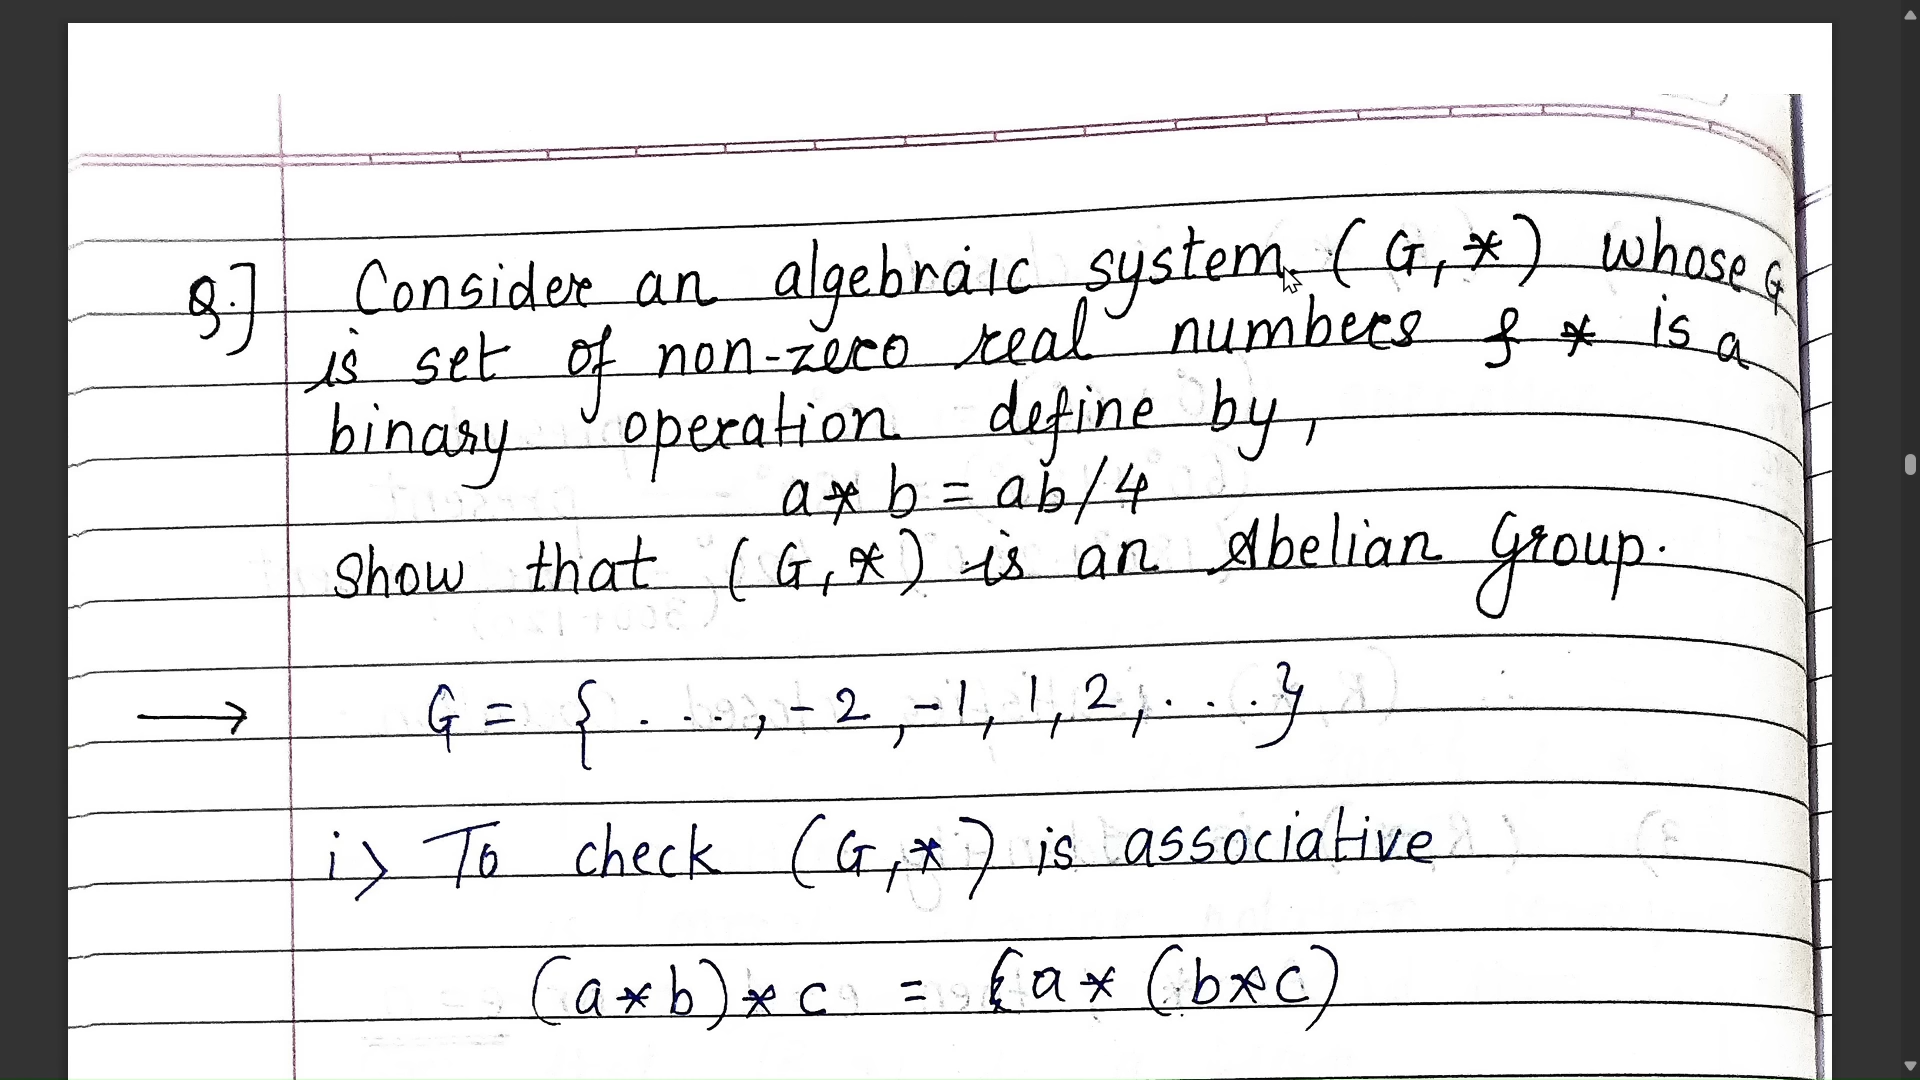 Q.] Consider an algebraic system (G, *) whose G
is set of non-zero real numbers & * is a
binary operation define by,
a * b = ab/4
Show that (G, *) is an Abelian Group.
→ G = { . . . , -2, -1, 1, 2, . . . }
i> To check (G, *) is associative
(a * b) * c = a * (b * c)